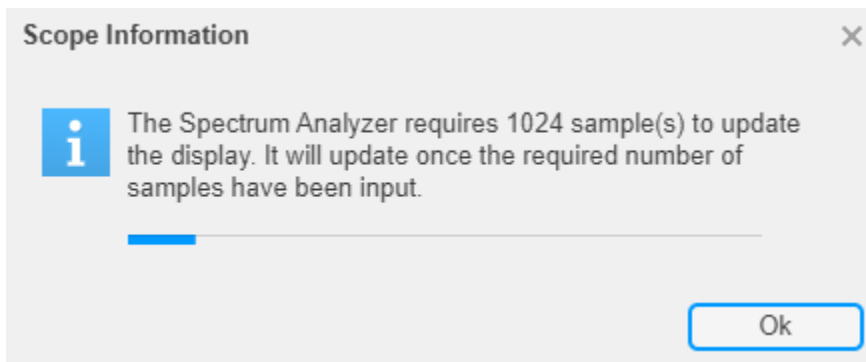 Scope Information
The Spectrum Analyzer requires 1024 sample(s) to update
the display. It will update once the required number of
samples have been input.
Ok